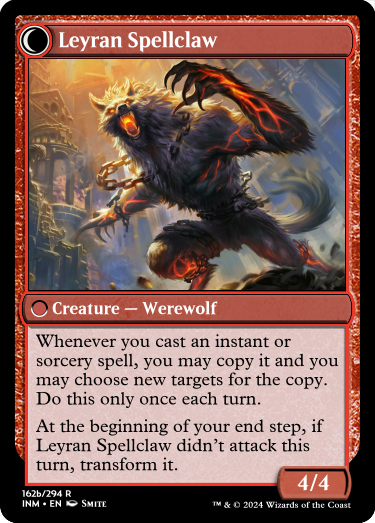 Leyran Spellclaw
Creature — Werewolf
Whenever you cast an instant or
sorcery spell, you may copy it and you
may choose new targets for the copy.
Do this only once each turn.
At the beginning of your end step, if
Leyran Spellclaw didn't attack this
turn, transform it.
4/4
162b/294 R
INM • EN SMITE
™ & © 2024 Wizards of the Coast